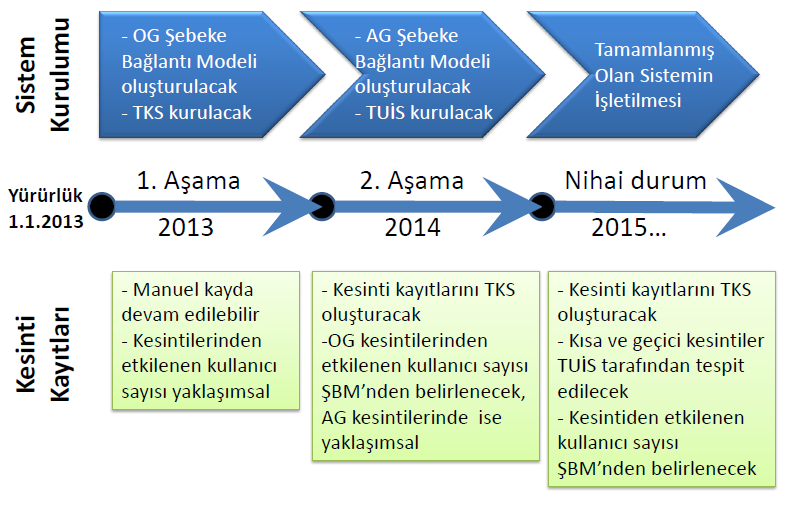 Sistem
Kurulumu
- OG Şebeke
Bağlantı Modeli
oluşturulacak
- TKS kurulacak
- AG Şebeke
Bağlantı Modeli
oluşturulacak
- TUİS kurulacak
Tamamlanmış
Olan Sistemin
İşletilmesi
Yürürlük
1.1.2013
1. Aşama
2013
2. Aşama
2014
Nihai durum
2015...
Kesinti
Kayıtları
- Manuel kayda
devam edilebilir
- Kesintilerinden
etkilenen kullanıcı
sayısı yaklaşımsal
- Kesinti kayıtlarını TKS
oluşturacak
-OG kesintilerinden
etkilenen kullanıcı sayısı
ŞBM’nden belirlenecek,
AG kesintilerinde ise
yaklaşımsal
- Kesinti kayıtlarını TKS
oluşturacak
- Kısa ve geçici kesintiler
TUİS tarafından tespit
edilecek
- Kesintiden etkilenen
kullanıcı sayısı
ŞBM’nden belirlenecek